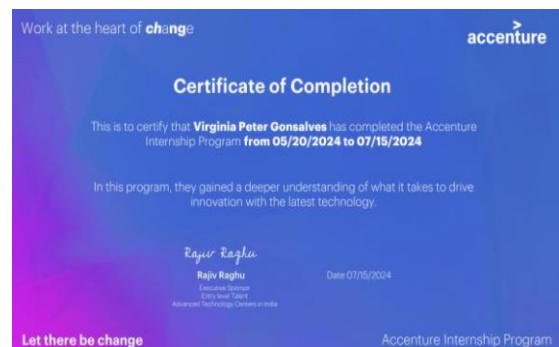 Work at the heart of change
accenture
Certificate of Completion
This is to certify that Virginia Peter Gonsalves has completed the Accenture
Internship Program from 05/20/2024 to 07/15/2024
In this program, they gained a deeper understanding of what it takes to drive
innovation with the latest technology.
Rajiv Raghu
Rajiv Raghu
Date 07/15/2024
Executive Sponsor
Entry level Talent
Advanced Technology Centers in India
Let there be change
Accenture Internship Program